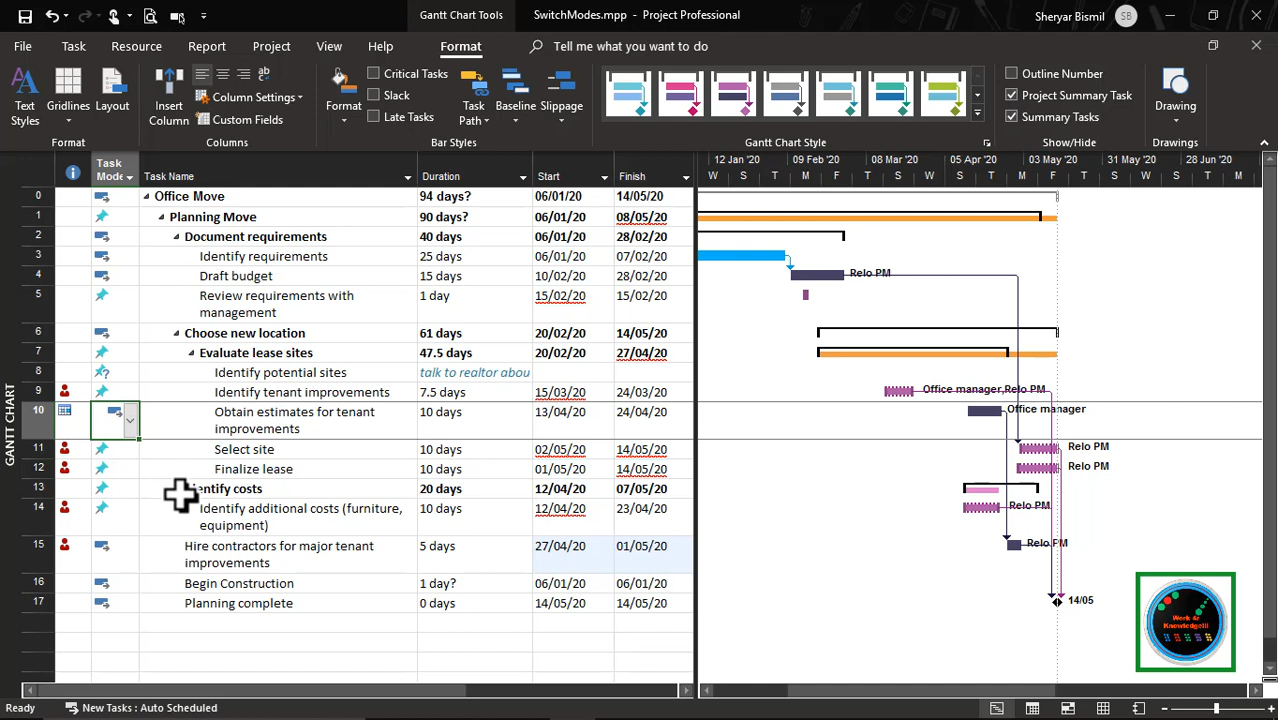 Gantt Chart Tools
SwitchModes.mpp - Project Professional
Sheryar Bismil
SB
File
Task
Resource
Report
Project
View
Help
Format
Tell me what you want to do
Text
Styles
Gridlines
Layout
Format
Insert
Column
ab
Column Settings
Custom Fields
Columns
Format
Critical Tasks
Slack
Late Tasks
Task
Path
Baseline
Slippage
Bar Styles
Gantt Chart Style
Outline Number
Project Summary Task
Summary Tasks
Show/Hide
Drawing
Drawings
Task
Mode
Task Name
Duration
Start
Finish
12 Jan '20
09 Feb '20
08 Mar '20
05 Apr '20
03 May '20
31 May '20
28 Jun '20
W S T M F S W S T M F S W S T M
0 Office Move 94 days? 06/01/20 14/05/20
1 Planning Move 90 days? 06/01/20 08/05/20
2 Document requirements 40 days 06/01/20 28/02/20
3 Identify requirements 25 days 06/01/20 07/02/20
4 Draft budget 15 days 10/02/20 28/02/20 Relo PM
5 Review requirements with 1 day 15/02/20 15/02/20
management
6 Choose new location 61 days 20/02/20 14/05/20
7 Evaluate lease sites 47.5 days 20/02/20 27/04/20
8 Identify potential sites talk to realtor abou
9 Identify tenant improvements 7.5 days 15/03/20 24/03/20 Office manager,Relo PM
10 Obtain estimates for tenant 10 days 13/04/20 24/04/20 Office manager
improvements
11 Select site 10 days 02/05/20 14/05/20 Relo PM
12 Finalize lease 10 days 01/05/20 14/05/20 Relo PM
13 entify costs 20 days 12/04/20 07/05/20
14 Identify additional costs (furniture, 10 days 12/04/20 23/04/20 Relo PM
equipment)
15 Hire contractors for major tenant 5 days 27/04/20 01/05/20 Relo PM
improvements
16 Begin Construction 1 day? 06/01/20 06/01/20
17 Planning complete 0 days 14/05/20 14/05/20 14/05
GANTT CHART
Work &
Knowledge!!!
Ready
New Tasks : Auto Scheduled